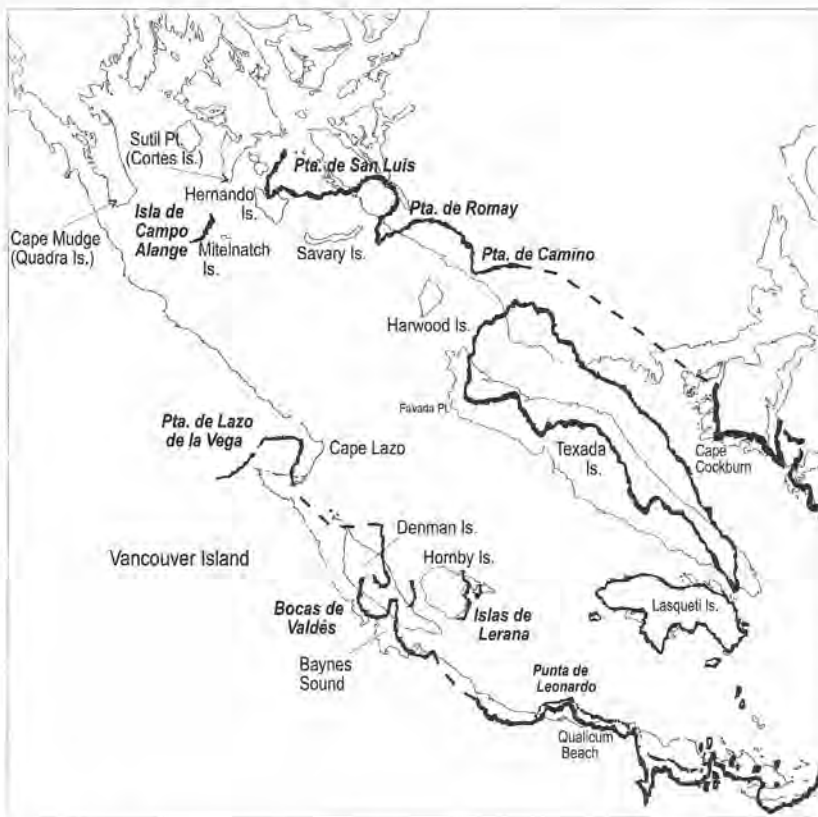 Sutil Pt.
(Cortes Is.)
Pta. de San Luis
Hernando
Is.
Isla de
Campo
Alange
Pta. de Romay
Cape Mudge
(Quadra Is.)
Mitelnatch
Is.
Savary Is.
Pta. de Camino
Harwood Is.
Favada Pt.
Pta. de Lazo
de la Vega
Cape Lazo
Texada
Is.
Cape
Cockburn
Denman Is.
Vancouver Island
Hornby Is.
Bocas de
Valdés
Islas de
Lerana
Lasqueti Is.
Baynes
Sound
Punta de
Leonardo
Qualicum
Beach